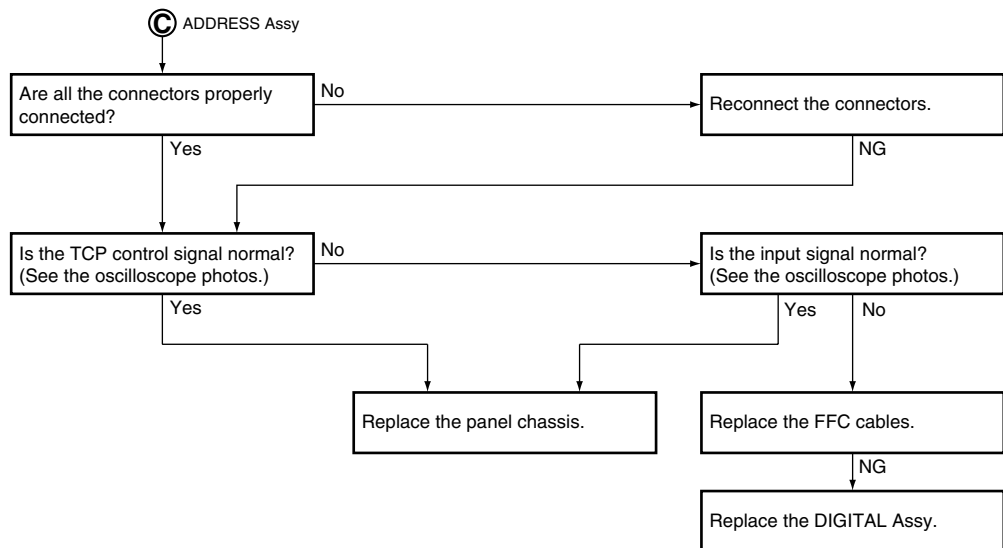 C ADDRESS Assy
Are all the connectors properly
connected?
No
Reconnect the connectors.
Yes
NG
Is the TCP control signal normal?
(See the oscilloscope photos.)
No
Is the input signal normal?
(See the oscilloscope photos.)
Yes
Yes
No
Replace the panel chassis.
Replace the FFC cables.
NG
Replace the DIGITAL Assy.